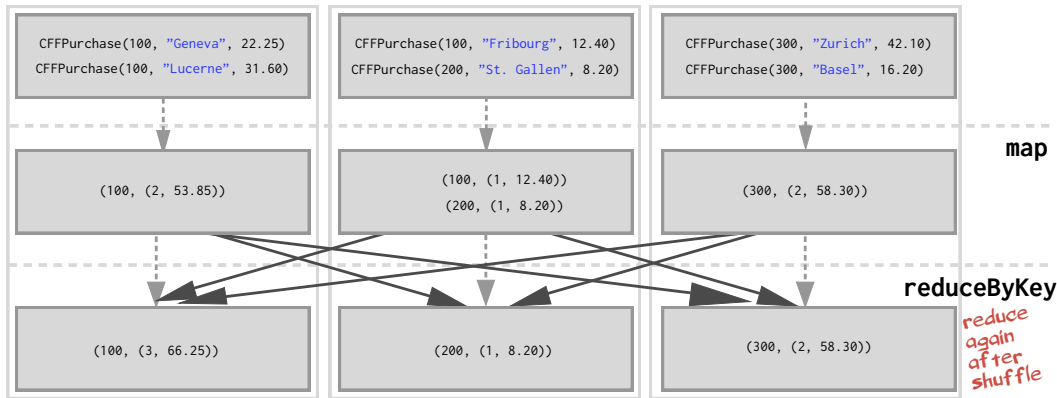 CFFPurchase(100, ”Geneva”, 22.25)
CFFPurchase(100, ”Lucerne”, 31.60)
CFFPurchase(100, ”Fribourg”, 12.40)
CFFPurchase(200, ”St. Gallen”, 8.20)
CFFPurchase(300, ”Zurich”, 42.10)
CFFPurchase(300, ”Basel”, 16.20)
map
(100, (2, 53.85))
(100, (1, 12.40))
(200, (1, 8.20))
(300, (2, 58.30))
reduceByKey
(100, (3, 66.25))
(200, (1, 8.20))
(300, (2, 58.30))
reduce
again
after
shuffle